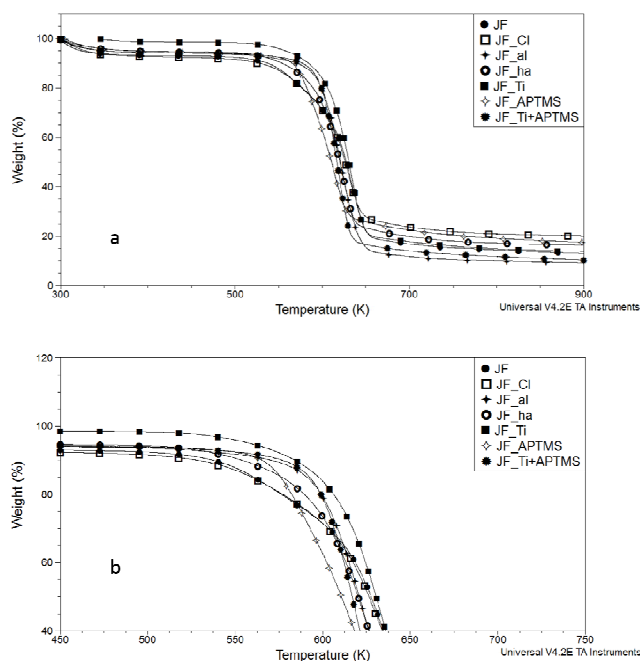 100
80
60
40
20
0
Weight (%)
JF
JF_Cl
JF_al
JF_ha
JF_Ti
JF_APTMS
JF_Ti+APTMS
a
300
500
700
900
Temperature (K)
Universal V4.2E TA Instruments
120
100
80
60
40
Weight (%)
JF
JF_Cl
JF_al
JF_ha
JF_Ti
JF_APTMS
JF_Ti+APTMS
b
450
500
550
600
650
700
750
Temperature (K)
Universal V4.2E TA Instruments